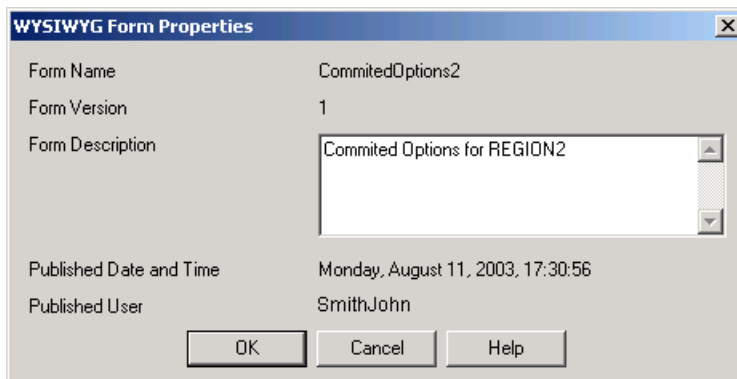 WYSIWYG Form Properties
Form Name CommitedOptions2
Form Version 1
Form Description Commited Options for REGION2
Published Date and Time Monday, August 11, 2003, 17:30:56
Published User SmithJohn
OK Cancel Help